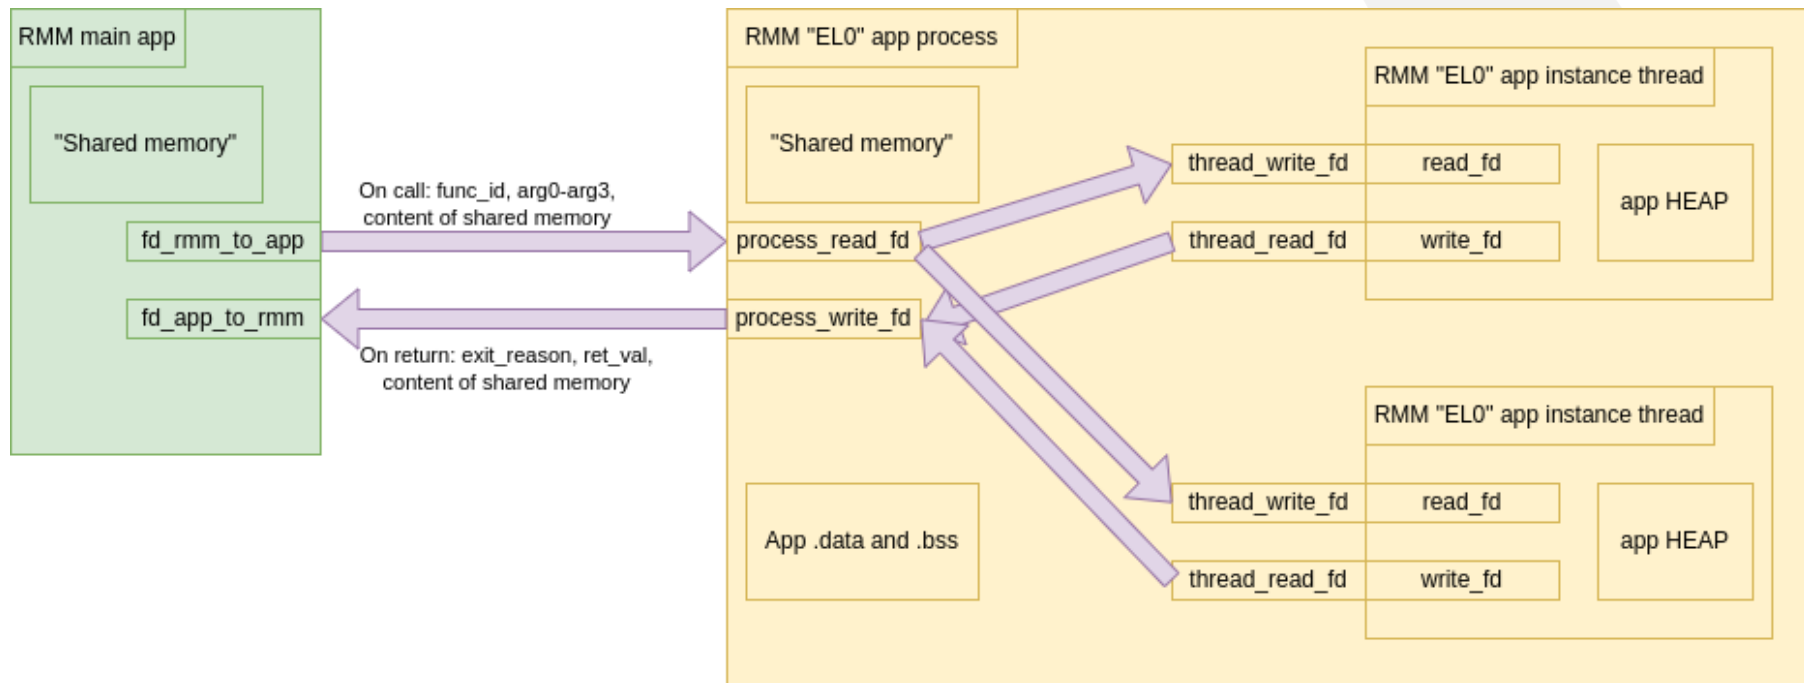 RMM main app
"Shared memory"
On call: func_id, arg0-arg3,
content of shared memory
fd_rmm_to_app
fd_app_to_rmm
On return: exit_reason, ret_val,
content of shared memory
RMM "EL0" app process
"Shared memory"
process_read_fd
process_write_fd
App .data and .bss
RMM "EL0" app instance thread
thread_write_fd
read_fd
thread_read_fd
write_fd
app HEAP
RMM "EL0" app instance thread
thread_write_fd
read_fd
thread_read_fd
write_fd
app HEAP